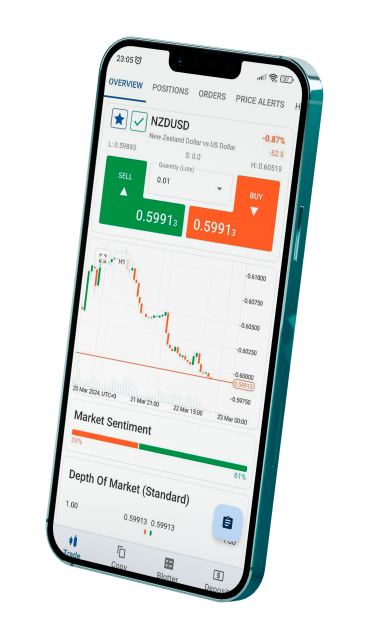 23:05
27
OVERVIEW POSITIONS ORDERS PRICE ALERTS H
NZDUSD
New Zealand Dollar vs US Dollar
-0.87%
-52.5
L: 0.59893
S: 0.0
H: 0.60519
Quantity (Lots)
0.01
SELL
0.59913
BUY
0.59913
H1
0.61000
0.60750
0.60500
0.60250
0.60000
0.59913
0.59750
20 Mar 2024, UTC+0 21 Mar 21:00 22 Mar 15:00 23 Mar 00:00
Market Sentiment
39%
61%
Depth Of Market (Standard)
1.00
0.59913 0.59913
1.00
Trade Copy Blotter Deposit